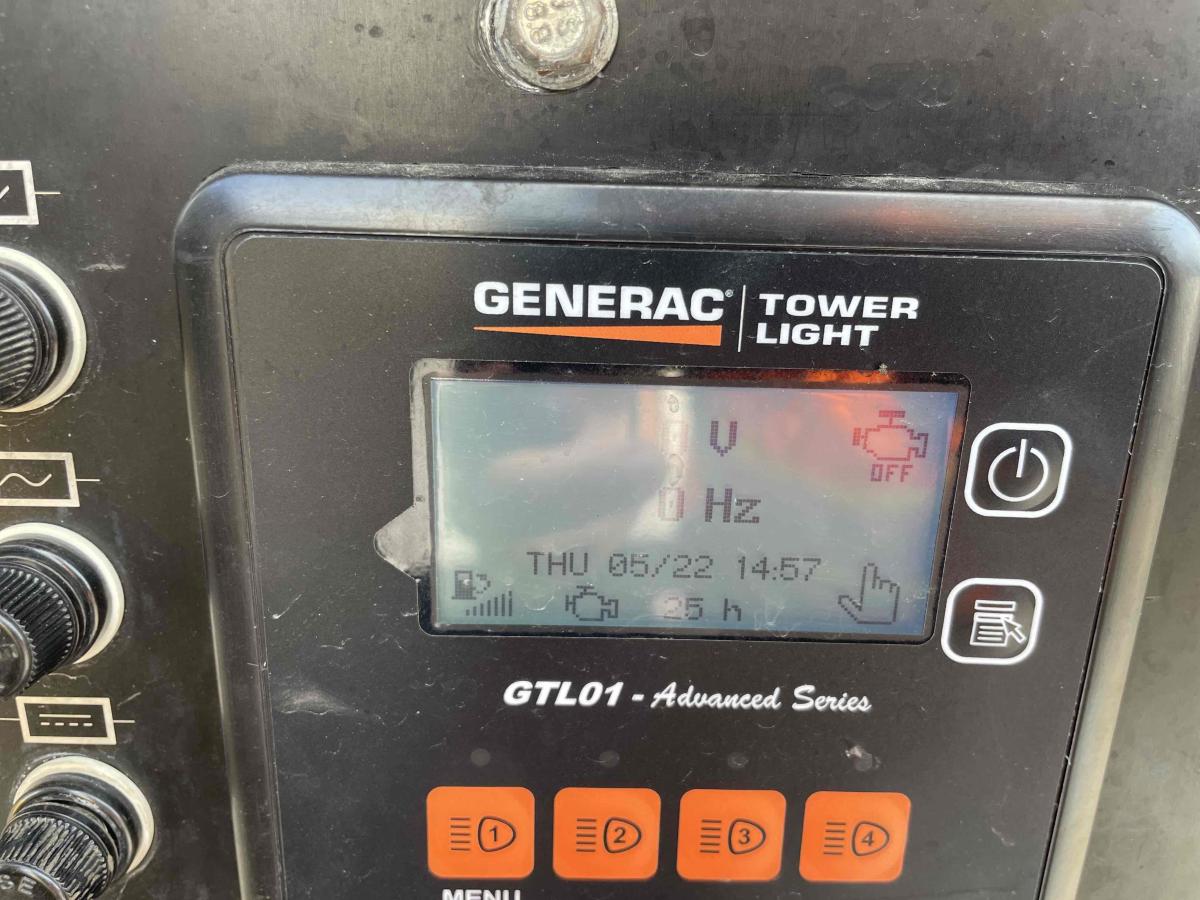 GENERAC®
TOWER
LIGHT
V
OFF
0 Hz
THU 05/22 14:57
25 h
GTL01 - Advanced Series
1
2
3
4
MENU
SE